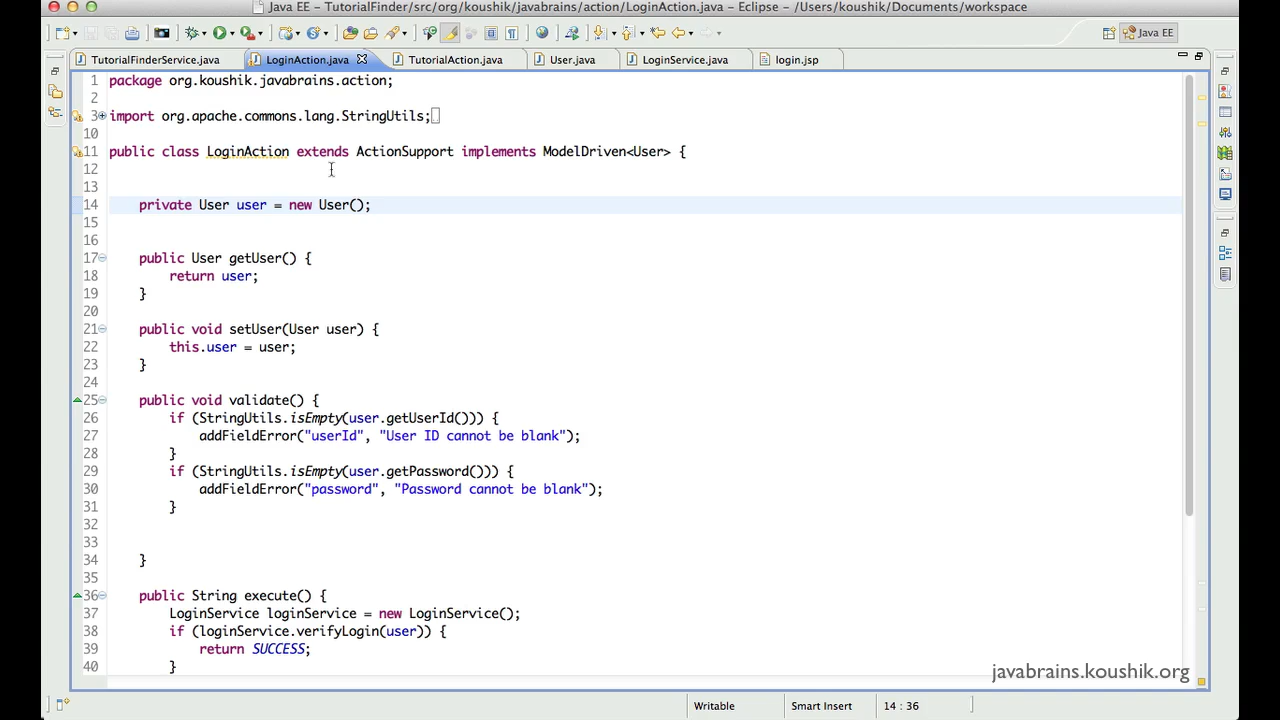 Java EE - TutorialFinder/src/org/koushik/javabrains/action/LoginAction.java - Eclipse - /Users/koushik/Documents/workspace
Java EE
TutorialFinderService.java LoginAction.java TutorialAction.java User.java LoginService.java login.jsp
1 package org.koushik.javabrains.action;
2
3 import org.apache.commons.lang.StringUtils;
10
11 public class LoginAction extends ActionSupport implements ModelDriven<User> {
12
13
14 private User user = new User();
15
16
17 public User getUser() {
18 return user;
19 }
20
21 public void setUser(User user) {
22 this.user = user;
23 }
24
25 public void validate() {
26 if (StringUtils.isEmpty(user.getUserId())) {
27 addFieldError("userId", "User ID cannot be blank");
28 }
29 if (StringUtils.isEmpty(user.getPassword())) {
30 addFieldError("password", "Password cannot be blank");
31 }
32
33
34 }
35
36 public String execute() {
37 LoginService loginService = new LoginService();
38 if (loginService.verifyLogin(user)) {
39 return SUCCESS;
40 }
javabrains.koushik.org
Writable Smart Insert 14 : 36